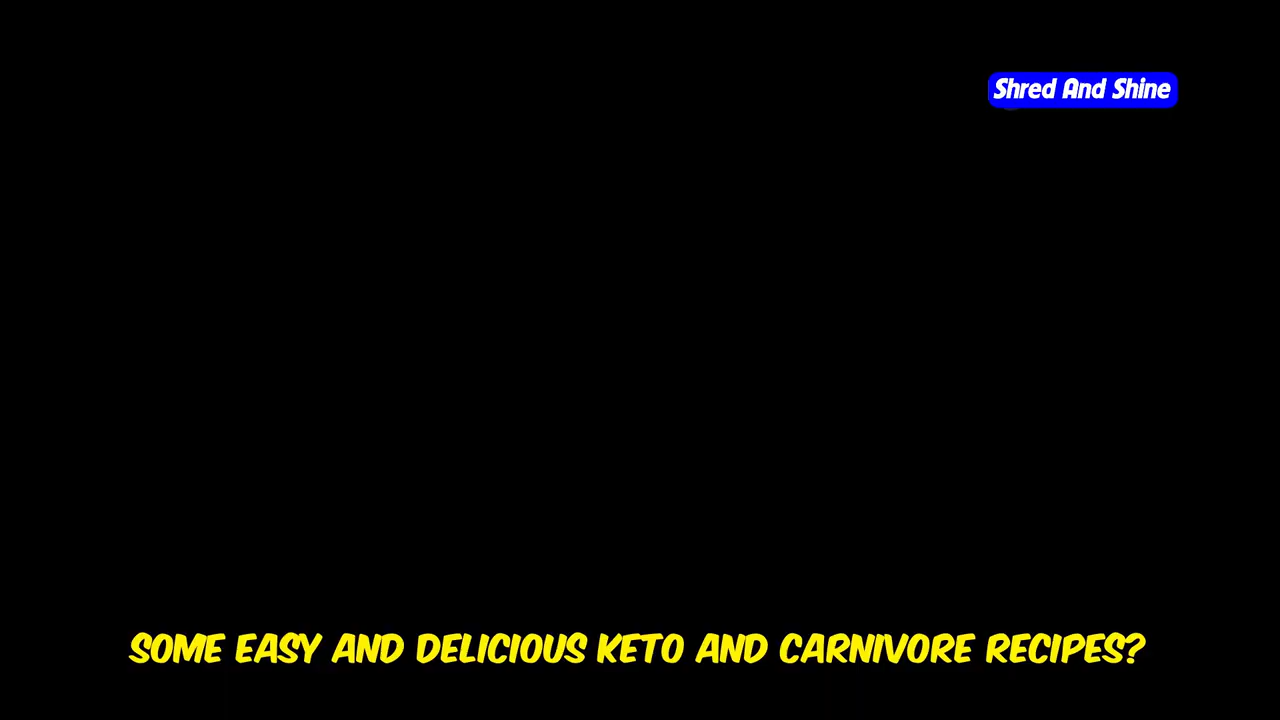 Shred And Shine
SOME EASY AND DELICIOUS KETO AND CARNIVORE RECIPES?